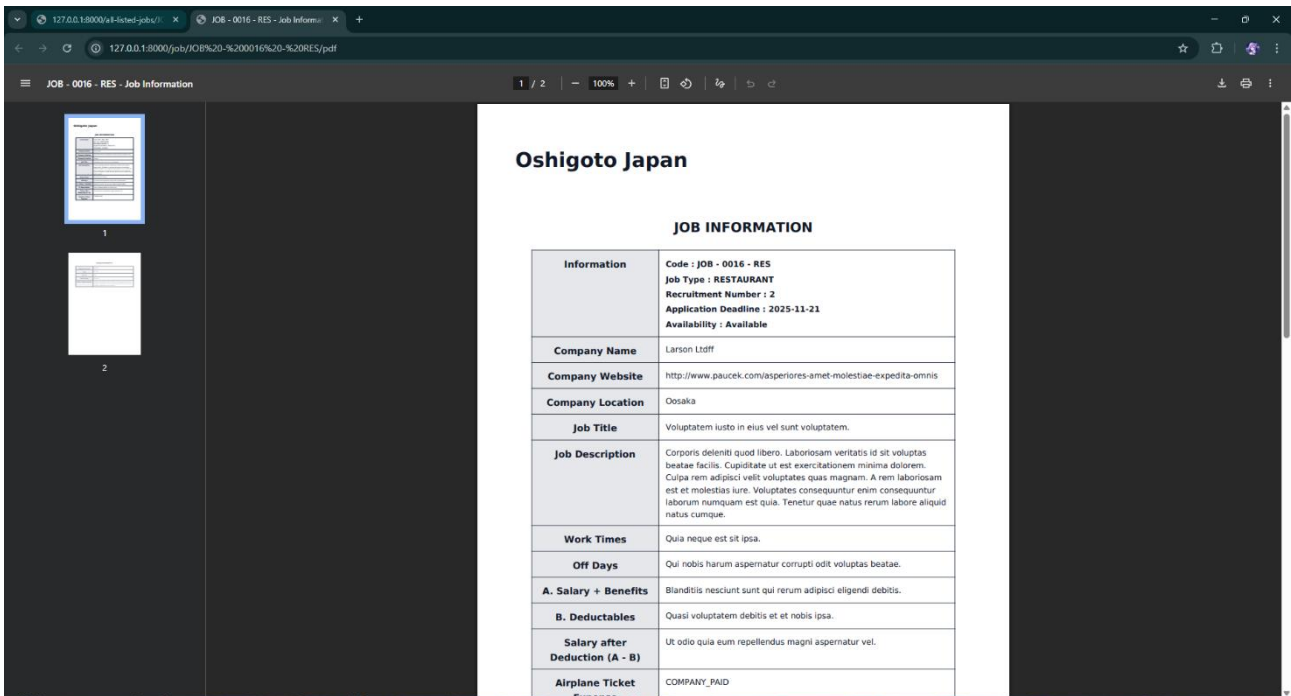 127.0.0.1:8000/all-listed-jobs/
JOB - 0016 - RES - Job Informa
127.0.0.1:8000/job/JOB%20-%200016%20-%20RES/pdf
JOB - 0016 - RES - Job Information
1 / 2
100%
1
2
Oshigoto Japan
JOB INFORMATION
Information
Code : JOB - 0016 - RES
Job Type : RESTAURANT
Recruitment Number : 2
Application Deadline : 2025-11-21
Availability : Available
Company Name
Larson Ltdff
Company Website
http://www.paucek.com/asperiores-amet-molestiae-expedita-omnis
Company Location
Oosaka
Job Title
Voluptatem iusto in eius vel sunt voluptatem.
Job Description
Corporis deleniti quod libero. Laboriosam veritatis id sit voluptas
beatae facilis. Cupiditate ut est exercitationem minima dolorem.
Culpa rem adipisci velit voluptates quas magnam. A rem laboriosam
est et molestias iure. Voluptates consequuntur enim consequuntur
laborum numquam est quia. Tenetur quae natus rerum labore aliquid
natus cumque.
Work Times
Quia neque est sit ipsa.
Off Days
Qui nobis harum aspernatur corrupti odit voluptas beatae.
A. Salary + Benefits
Blanditiis nesciunt sunt qui rerum adipisci eligendi debitis.
B. Deductables
Quasi voluptatem debitis et et nobis ipsa.
Salary after
Deduction (A - B)
Ut odio quia eum repellendus magni aspernatur vel.
Airplane Ticket
COMPANY_PAID